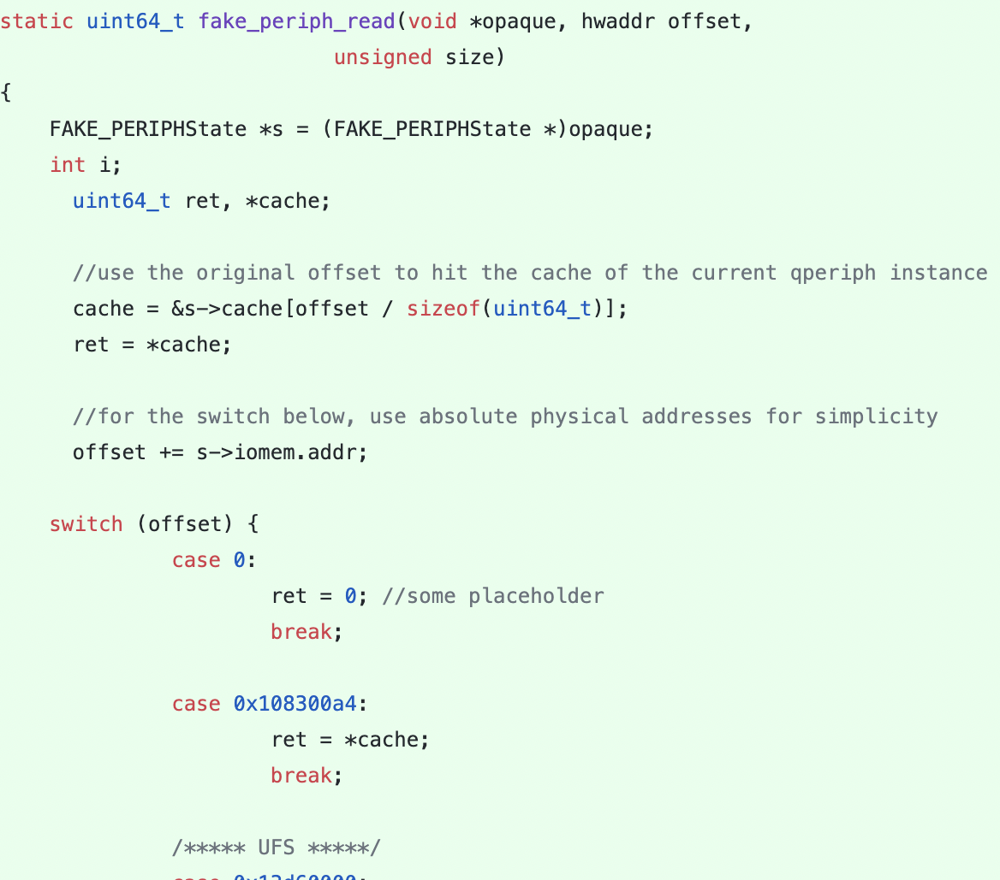 static uint64_t fake_periph_read(void *opaque, hwaddr offset,
                           unsigned size)
{
    FAKE_PERIPHState *s = (FAKE_PERIPHState *)opaque;
    int i;
      uint64_t ret, *cache;

      //use the original offset to hit the cache of the current qperiph instance
      cache = &s->cache[offset / sizeof(uint64_t)];
      ret = *cache;

      //for the switch below, use absolute physical addresses for simplicity
      offset += s->iomem.addr;

    switch (offset) {
              case 0:
                      ret = 0; //some placeholder
                      break;

              case 0x108300a4:
                      ret = *cache;
                      break;

              /***** UFS *****/
              case 0x13d60000: